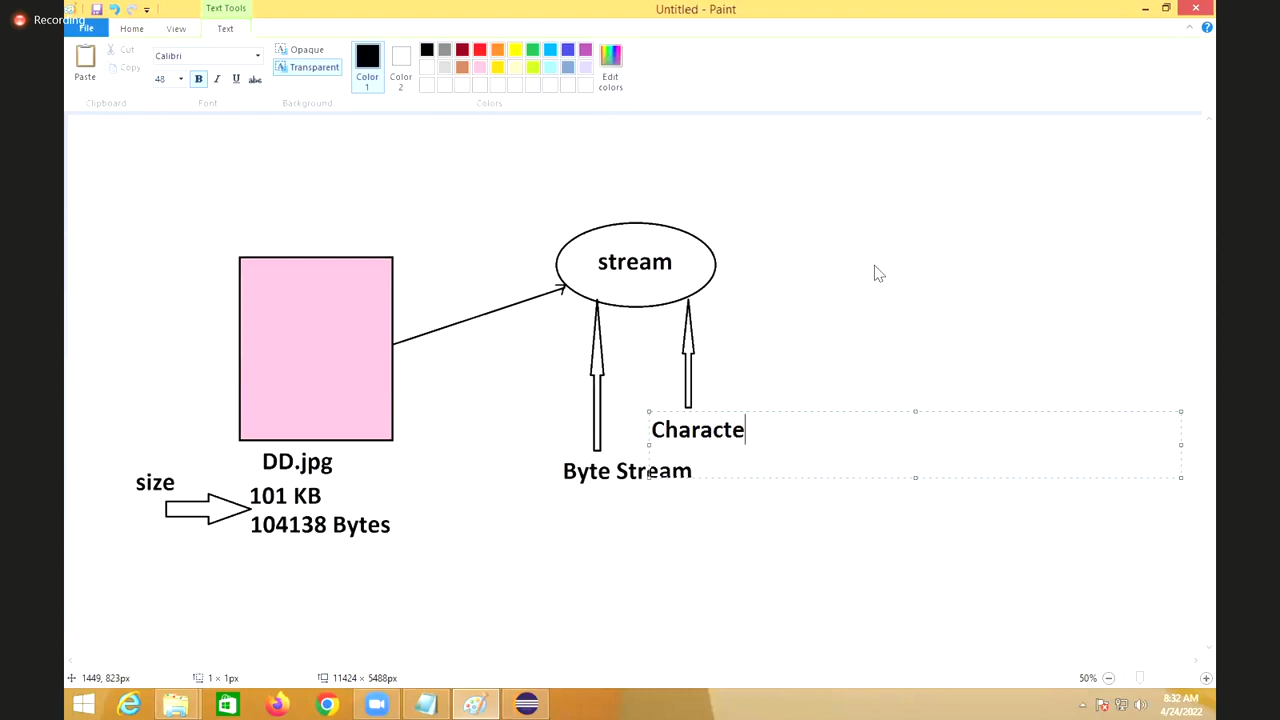 Recording
Text Tools
Untitled - Paint
File
Home
View
Text
Paste
Cut
Copy
Clipboard
Calibri
48
B
I
U
abc
Font
Opaque
Transparent
Background
Color
1
Color
2
Edit
colors
Colors
stream
Characte
Byte Stream
DD.jpg
size
101 KB
104138 Bytes
1449, 823px
1 × 1px
11424 × 5488px
50%
8:32 AM
4/24/2022